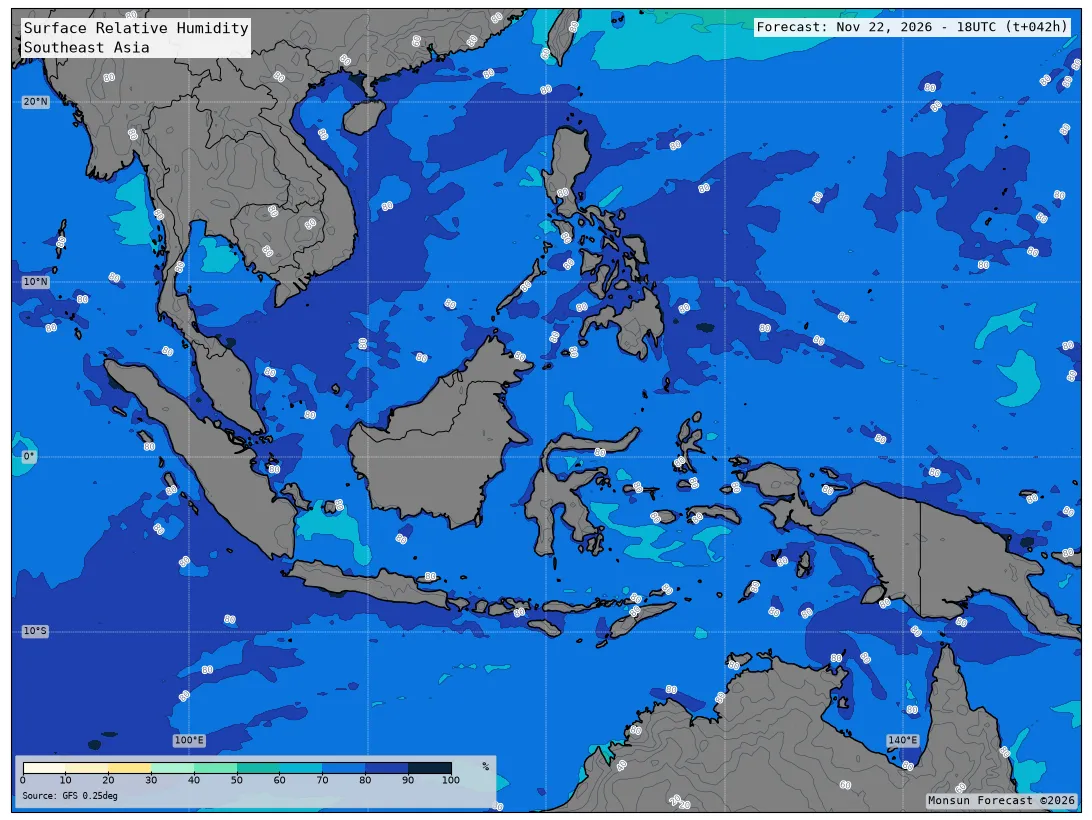 Surface Relative Humidity
Southeast Asia
Forecast: Nov 22, 2026 - 18UTC (t+042h)
20°N
10°N
0°
10°S
100°E
140°E
0 10 20 30 40 50 60 70 80 90 100 %
Source: GFS 0.25deg
Monsun Forecast ©2026